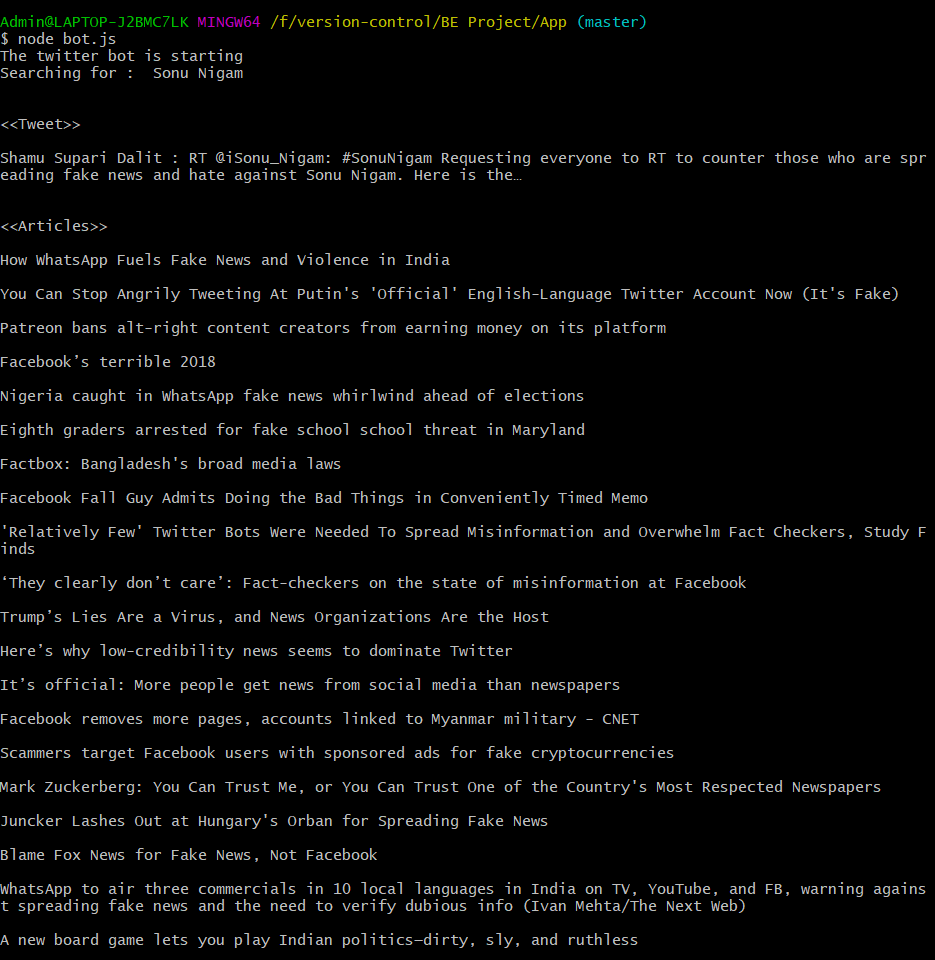 Admin@LAPTOP-J2BMC7LK MINGW64 /f/version-control/BE Project/App (master)
$ node bot.js
The twitter bot is starting
Searching for :  Sonu Nigam
<<Tweet>>
Shamu Supari Dalit : RT @iSonu_Nigam: #SonuNigam Requesting everyone to RT to counter those who are spr
eading fake news and hate against Sonu Nigam. Here is the…
<<Articles>>
How WhatsApp Fuels Fake News and Violence in India
You Can Stop Angrily Tweeting At Putin's 'Official' English-Language Twitter Account Now (It's Fake)
Patreon bans alt-right content creators from earning money on its platform
Facebook’s terrible 2018
Nigeria caught in WhatsApp fake news whirlwind ahead of elections
Eighth graders arrested for fake school school threat in Maryland
Factbox: Bangladesh's broad media laws
Facebook Fall Guy Admits Doing the Bad Things in Conveniently Timed Memo
'Relatively Few' Twitter Bots Were Needed To Spread Misinformation and Overwhelm Fact Checkers, Study F
inds
‘They clearly don’t care’: Fact-checkers on the state of misinformation at Facebook
Trump’s Lies Are a Virus, and News Organizations Are the Host
Here’s why low-credibility news seems to dominate Twitter
It’s official: More people get news from social media than newspapers
Facebook removes more pages, accounts linked to Myanmar military - CNET
Scammers target Facebook users with sponsored ads for fake cryptocurrencies
Mark Zuckerberg: You Can Trust Me, or You Can Trust One of the Country's Most Respected Newspapers
Juncker Lashes Out at Hungary's Orban for Spreading Fake News
Blame Fox News for Fake News, Not Facebook
WhatsApp to air three commercials in 10 local languages in India on TV, YouTube, and FB, warning agains
t spreading fake news and the need to verify dubious info (Ivan Mehta/The Next Web)
A new board game lets you play Indian politics—dirty, sly, and ruthless